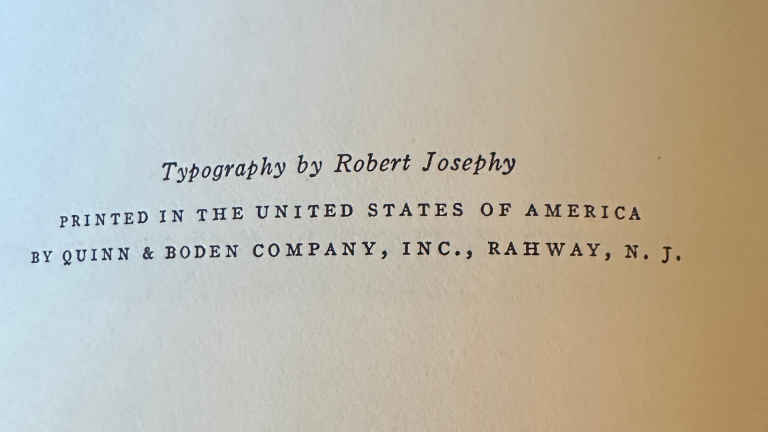 Typography by Robert Josephy
PRINTED IN THE UNITED STATES OF AMERICA
BY QUINN & BODEN COMPANY, INC., RAHWAY, N. J.